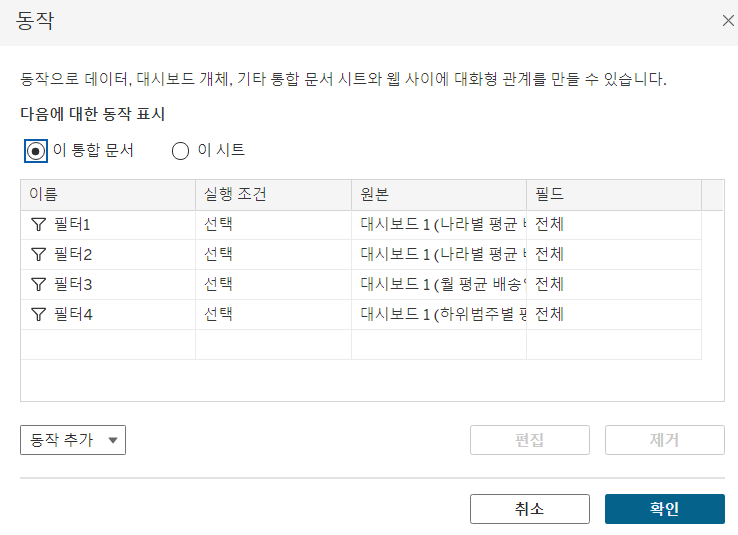 동작
동작으로 데이터, 대시보드 개체, 기타 통합 문서 시트와 웹 사이에 대화형 관계를 만들 수 있습니다.
다음에 대한 동작 표시
이 통합 문서 이 시트
이름 실행 조건 원본 필드
필터1 선택 대시보드 1 (나라별 평균 전체
필터2 선택 대시보드 1 (나라별 평균 전체
필터3 선택 대시보드 1 (월 평균 배송 전체
필터4 선택 대시보드 1 (하위범주별 전체
동작 추가 편집 제거
취소 확인